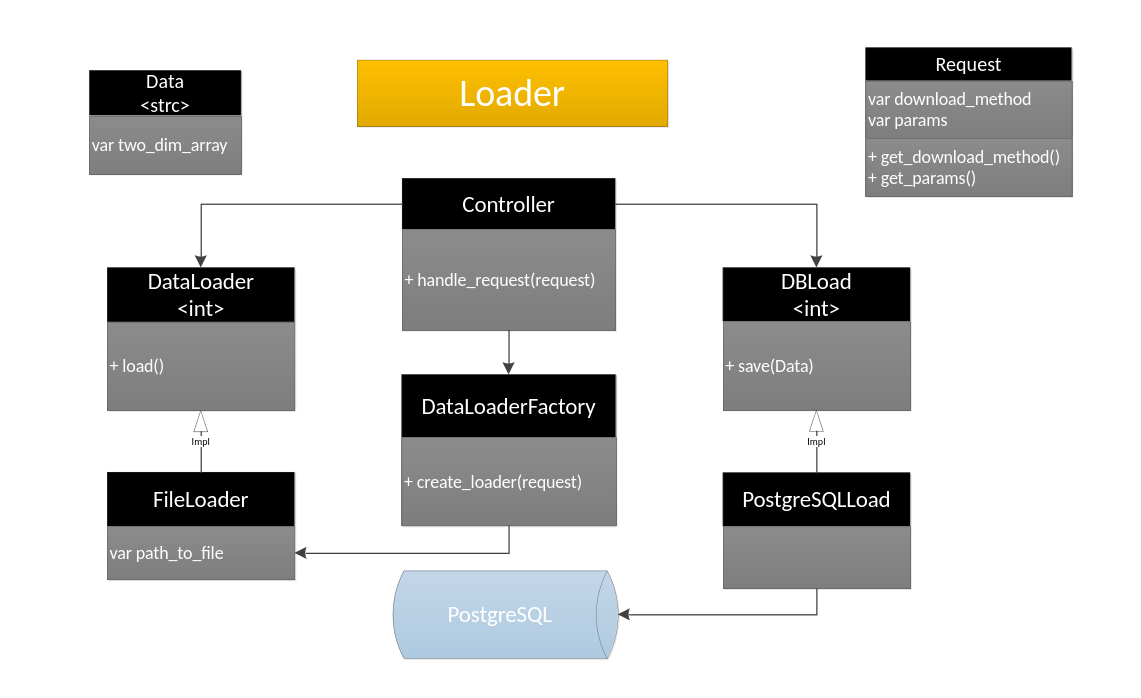 Data
<strc>
var two_dim_array
Loader
Request
var download_method
var params
+ get_download_method()
+ get_params()
Controller
+ handle_request(request)
DataLoader
<int>
+ load()
DBLoad
<int>
+ save(Data)
DataLoaderFactory
+ create_loader(request)
Impl
Impl
FileLoader
var path_to_file
PostgreSQLLoad
PostgreSQL